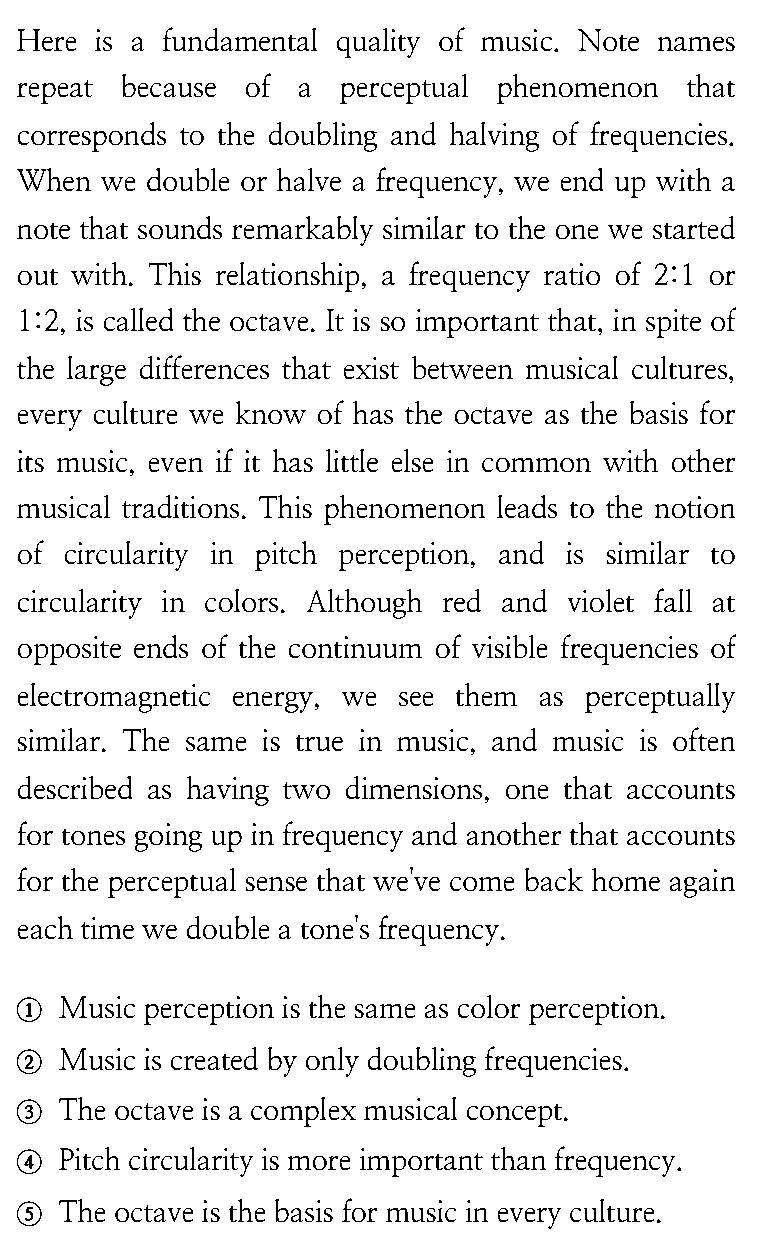 Here is a fundamental quality of music. Note names
repeat because of a perceptual phenomenon that
corresponds to the doubling and halving of frequencies.
When we double or halve a frequency, we end up with a
note that sounds remarkably similar to the one we started
out with. This relationship, a frequency ratio of 2:1 or
1:2, is called the octave. It is so important that, in spite of
the large differences that exist between musical cultures,
every culture we know of has the octave as the basis for
its music, even if it has little else in common with other
musical traditions. This phenomenon leads to the notion
of circularity in pitch perception, and is similar to
circularity in colors. Although red and violet fall at
opposite ends of the continuum of visible frequencies of
electromagnetic energy, we see them as perceptually
similar. The same is true in music, and music is often
described as having two dimensions, one that accounts
for tones going up in frequency and another that accounts
for the perceptual sense that we've come back home again
each time we double a tone's frequency.
① Music perception is the same as color perception.
② Music is created by only doubling frequencies.
③ The octave is a complex musical concept.
④ Pitch circularity is more important than frequency.
⑤ The octave is the basis for music in every culture.